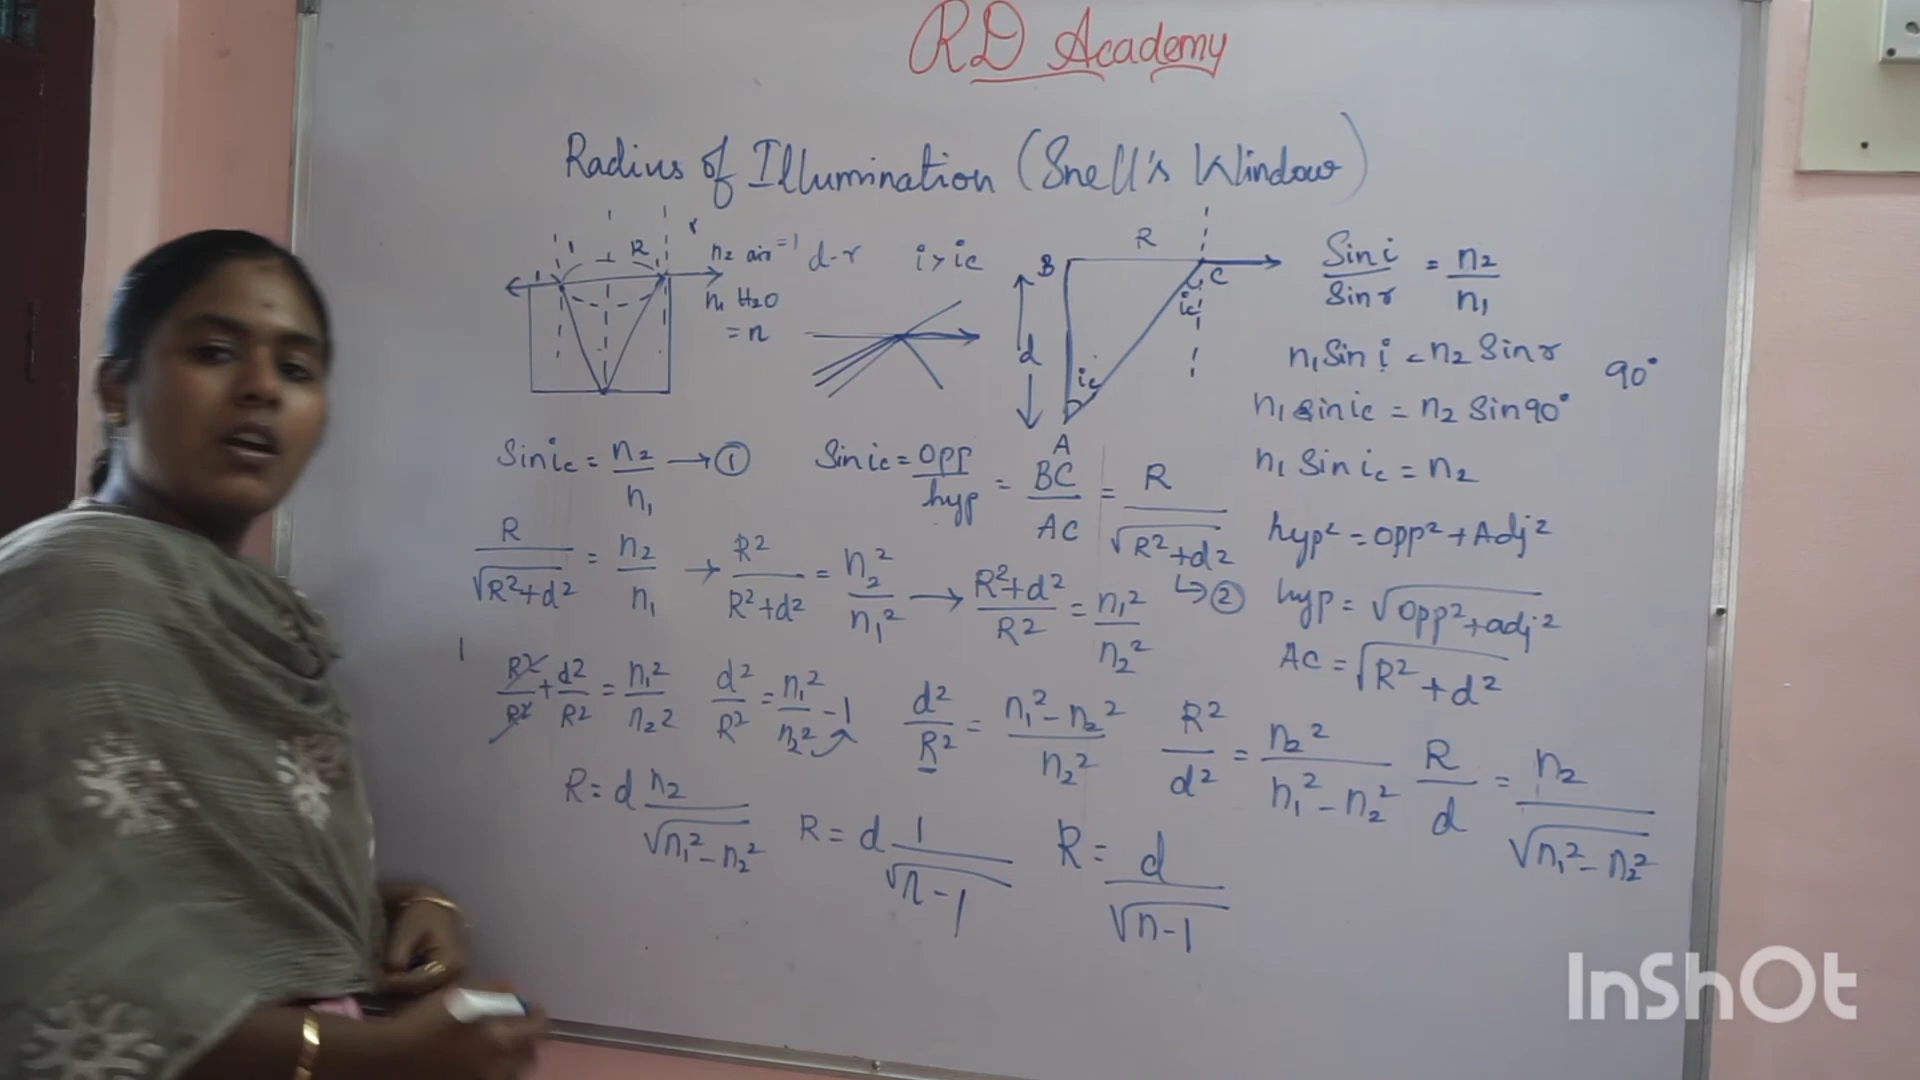 RD Academy
Radius of Illumination (Snell's Window)
R r n₂ air = 1 d-r i > ic
n₁ H₂O
= n
B R C
ic
d
ic
A
Sin i / Sin r = n₂ / n₁
n₁ Sin i = n₂ Sin r 90°
n₁ sin ic = n₂ Sin 90°
n₁ Sin ic = n₂
Sin ic = n₂ / n₁ → ① Sin ic = opp / hyp = BC / AC = R / √R²+d² ↳ ②
hyp² = opp² + Adj²
hyp = √opp²+adj²
AC = √R²+d²
R / √R²+d² = n₂ / n₁ → R² / R²+d² = n₂² / n₁² → R²+d² / R² = n₁² / n₂²
1
R² / R² + d² / R² = n₁² / n₂² d² / R² = n₁² / n₂² - 1 d² / R² = n₁² - n₂² / n₂² R² / d² = n₂² / n₁² - n₂² R / d = n₂ / √n₁² - n₂²
R = d n₂ / √n₁² - n₂² R = d 1 / √n-1 R = d / √n-1
InShOt